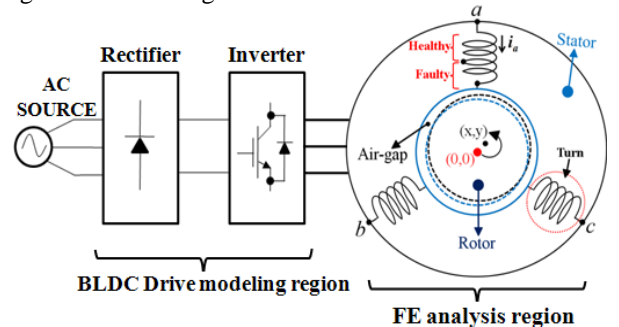 Rectifier
Inverter
AC
SOURCE
BLDC Drive modeling region
a
i_a
Healthy
Faulty
Stator
Air-gap
(x,y)
(0,0)
Turn
b
c
Rotor
FE analysis region